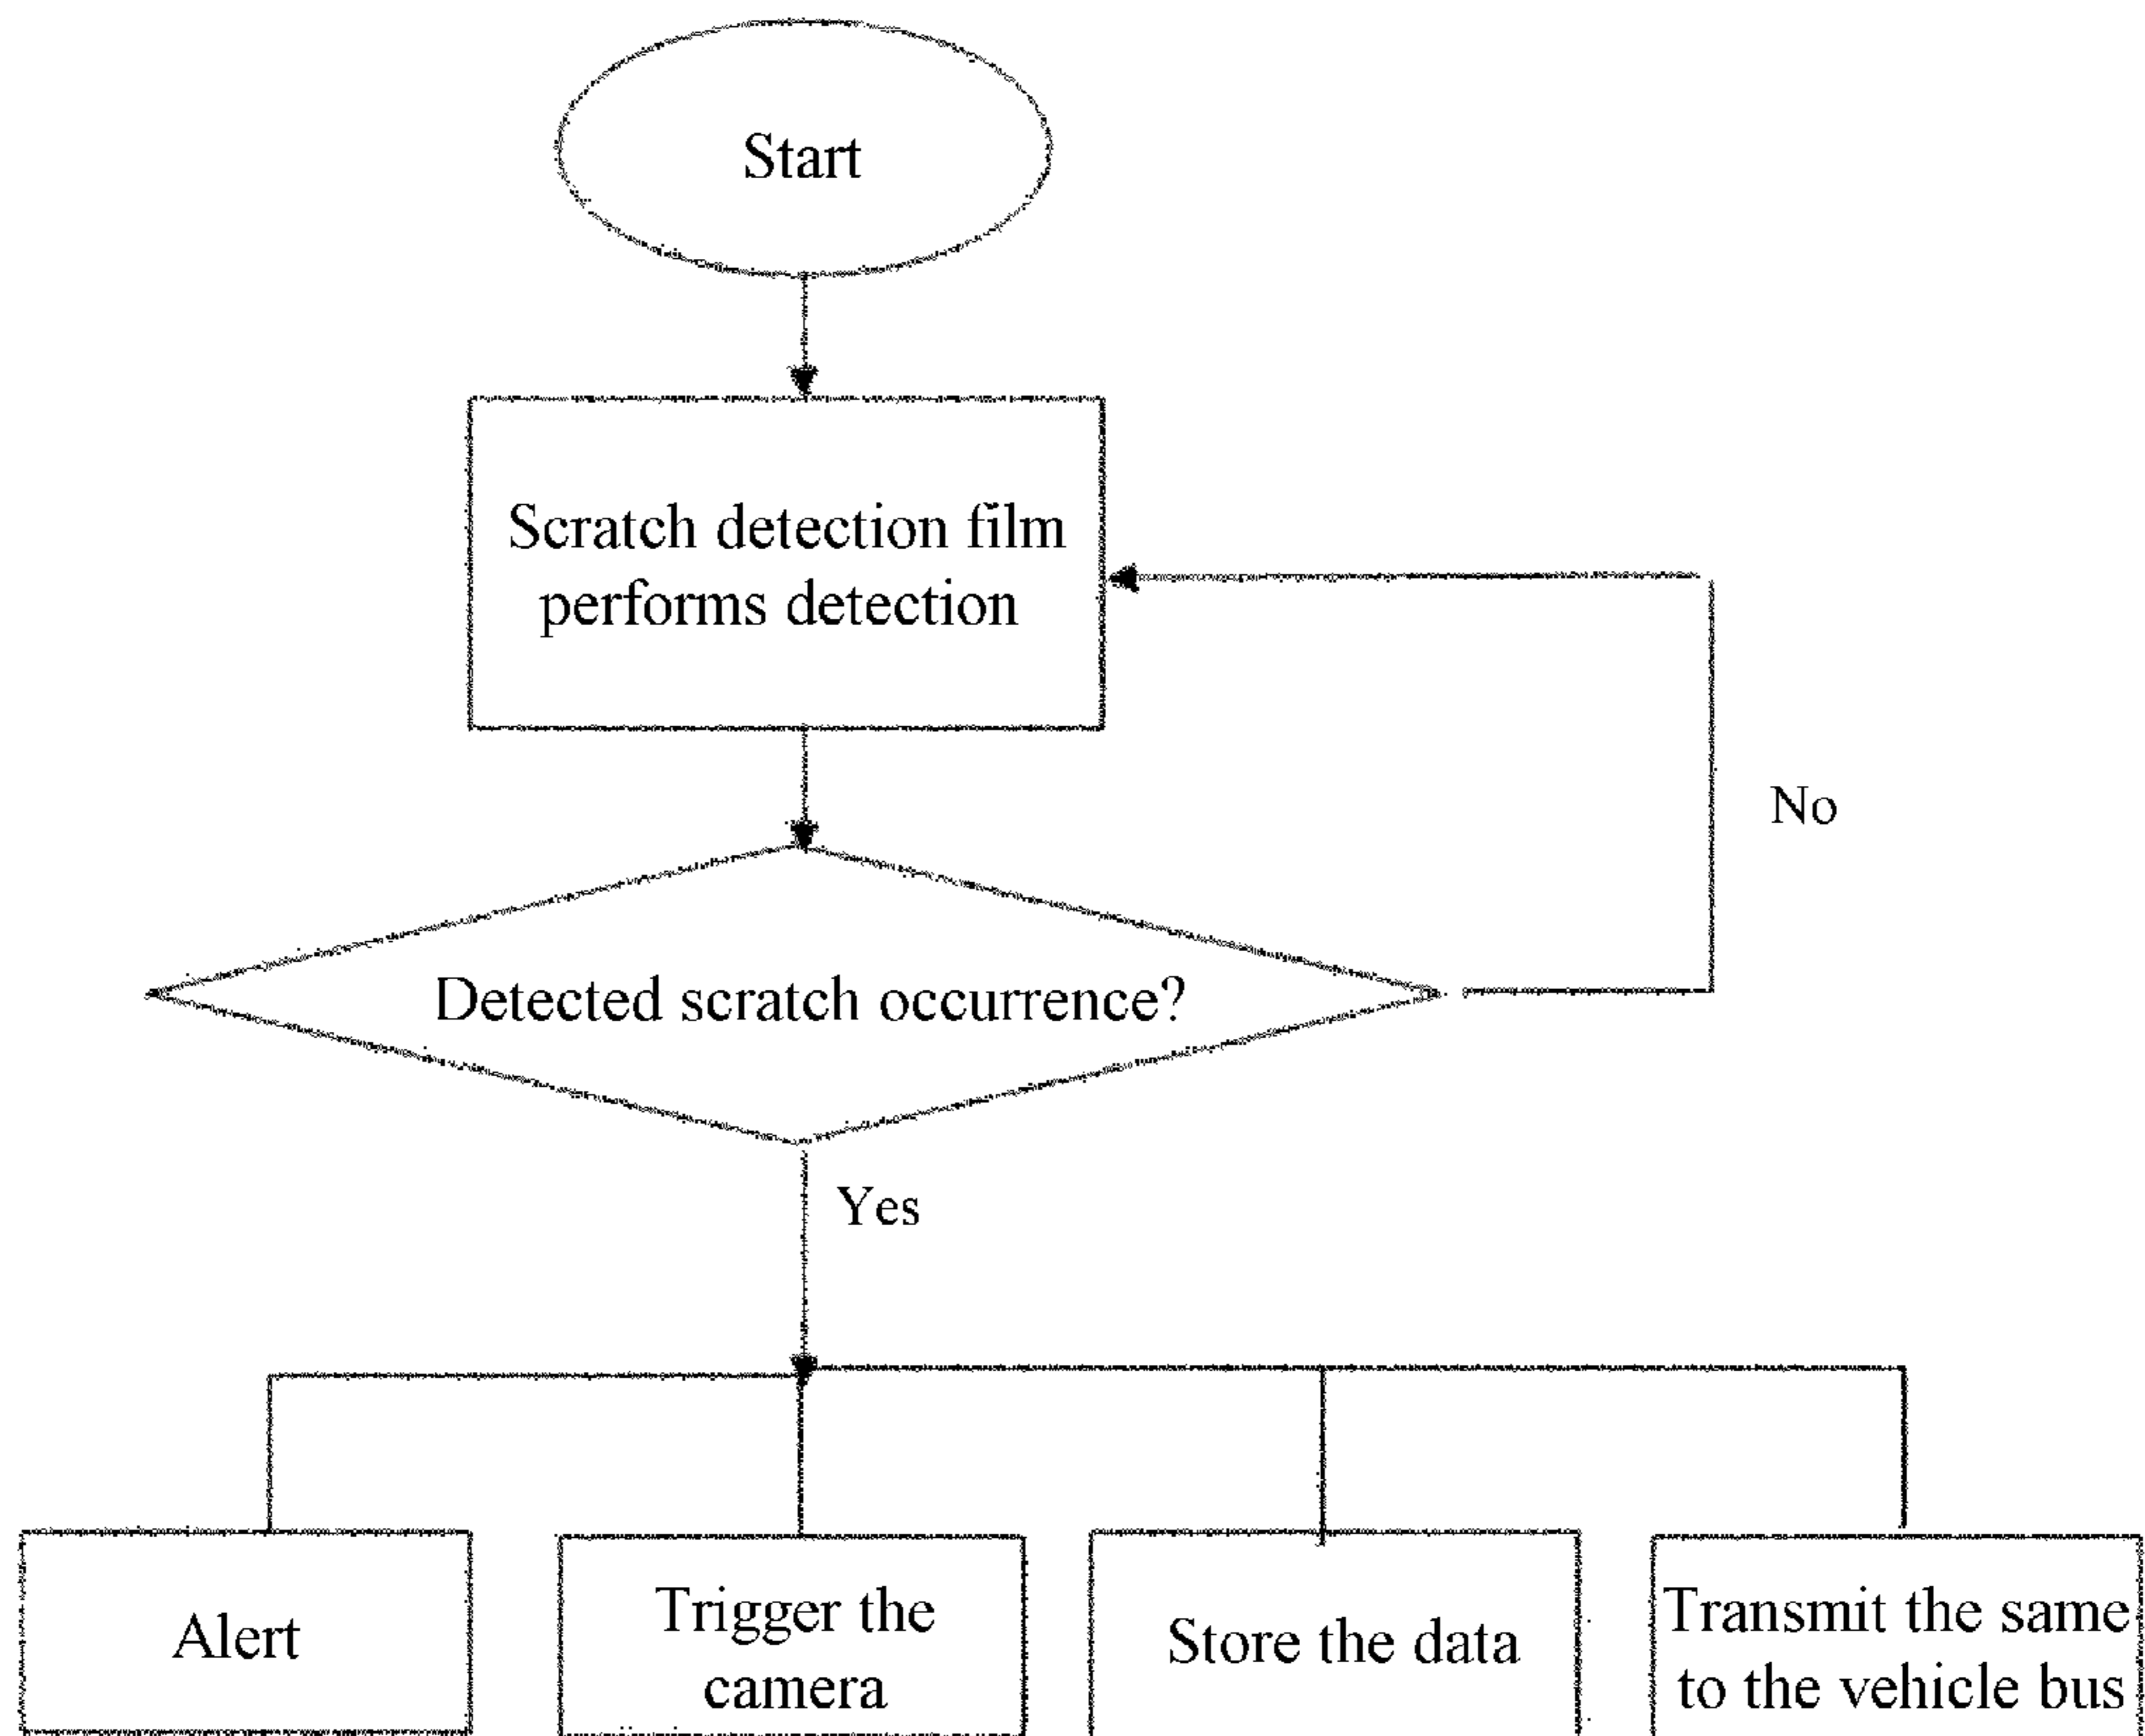 Start
Scratch detection film
performs detection
No
Detected scratch occurrence?
Yes
Alert
Trigger the
camera
Store the data
Transmit the same
to the vehicle bus